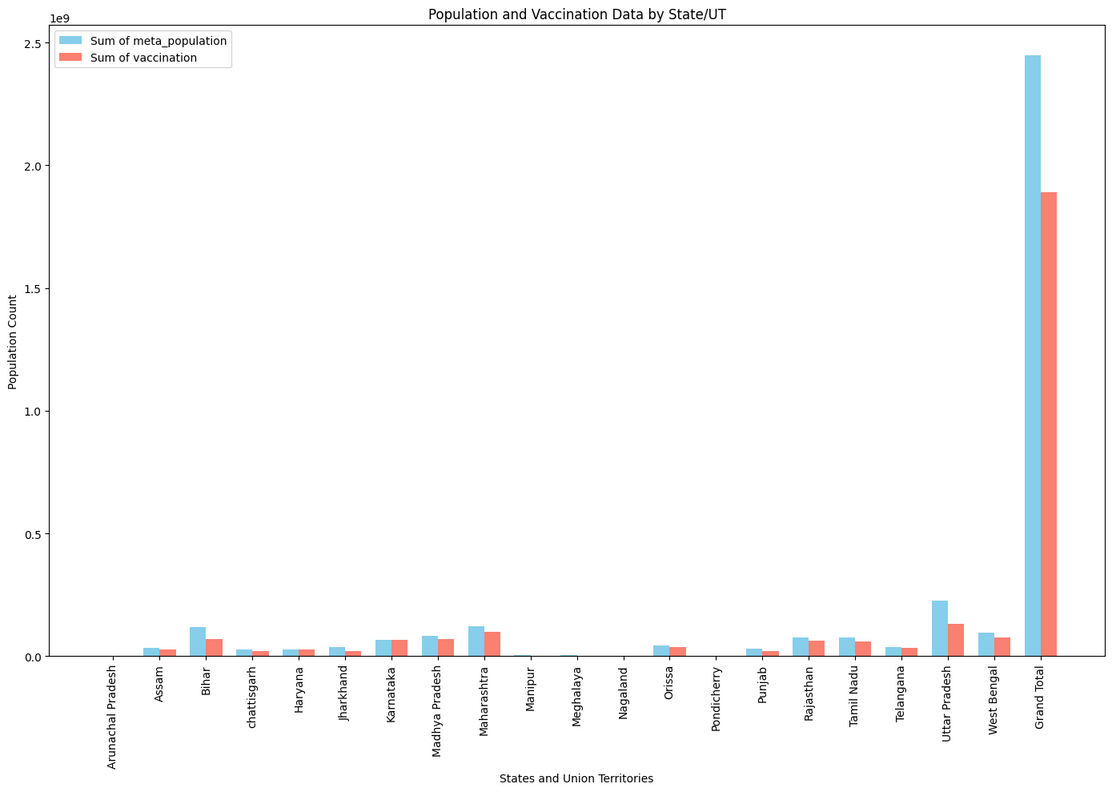 Population and Vaccination Data by State/UT
1e9
Sum of meta_population
Sum of vaccination
2.5
2.0
1.5
1.0
0.5
0.0
Population Count
Arunachal Pradesh
Assam
Bihar
chattisgarh
Haryana
Jharkhand
Karnataka
Madhya Pradesh
Maharashtra
Manipur
Meghalaya
Nagaland
Orissa
Pondicherry
Punjab
Rajasthan
Tamil Nadu
Telangana
Uttar Pradesh
West Bengal
Grand Total
States and Union Territories